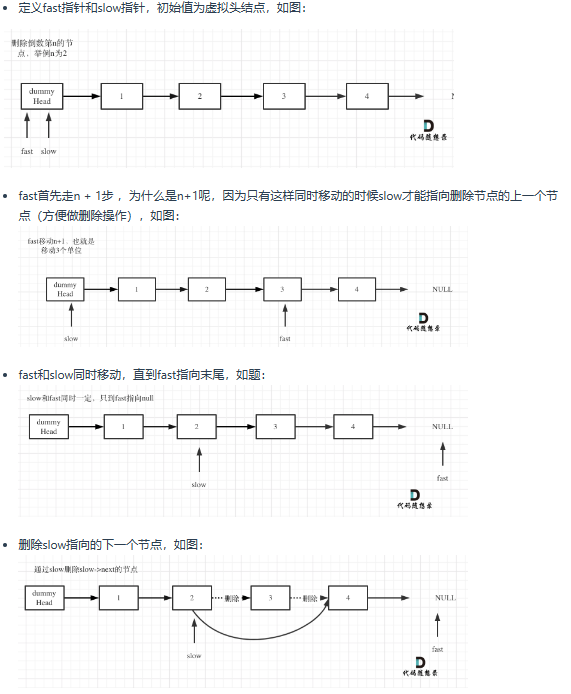 定义fast指针和slow指针，初始值为虚拟头结点，如图：
删除倒数第n的节
点，举例n为2
dummy
Head
1
2
3
4
代码随想录
fast
slow
fast首先走n + 1步 ，为什么是n+1呢，因为只有这样同时移动的时候slow才能指向删除节点的上一个节
点（方便做删除操作），如图：
fast移动n+1，也就是
移动3个单位
dummy
Head
1
2
3
4
NULL
代码随想录
slow
fast
fast和slow同时移动，直到fast指向末尾，如题：
slow和fast同时一定，只到fast指向null
dummy
Head
1
2
3
4
NULL
slow
fast
代码随想录
删除slow指向的下一个节点，如图：
通过slow删除slow->next的节点
dummy
Head
1
2
删除
3
删除
4
NULL
slow
fast
代码随想录